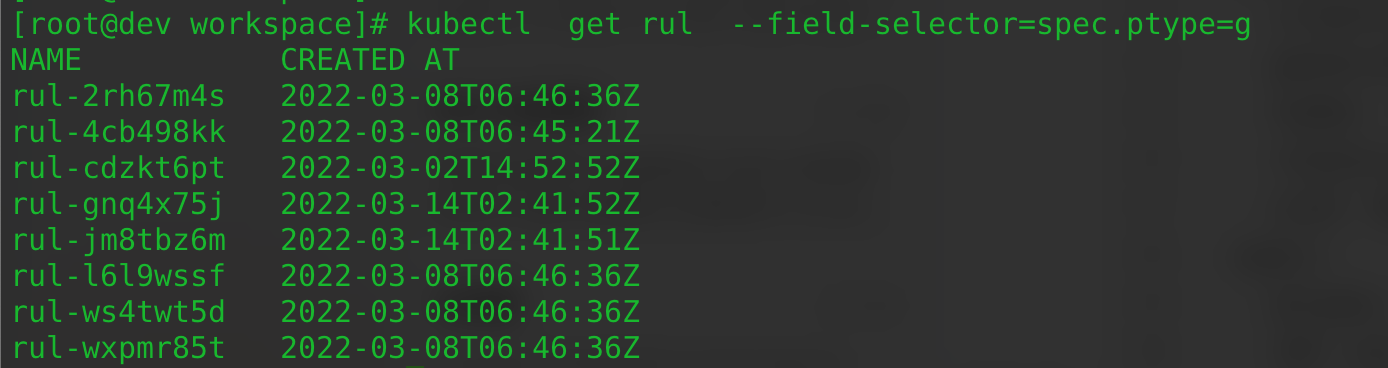 [root@dev workspace]# kubectl  get rul  --field-selector=spec.ptype=g
NAME           CREATED AT
rul-2rh67m4s   2022-03-08T06:46:36Z
rul-4cb498kk   2022-03-08T06:45:21Z
rul-cdzkt6pt   2022-03-02T14:52:52Z
rul-gnq4x75j   2022-03-14T02:41:52Z
rul-jm8tbz6m   2022-03-14T02:41:51Z
rul-l6l9wssf   2022-03-08T06:46:36Z
rul-ws4twt5d   2022-03-08T06:46:36Z
rul-wxpmr85t   2022-03-08T06:46:36Z